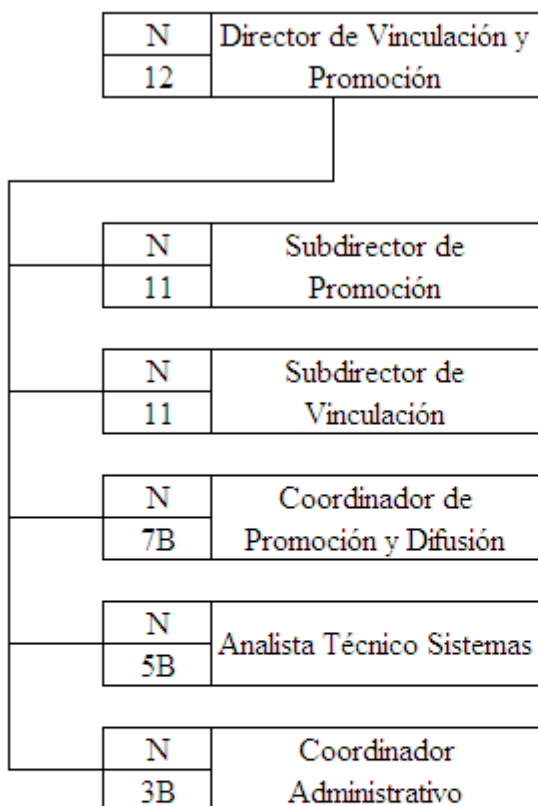 N Director de Vinculación y
12 Promoción
N Subdirector de
11 Promoción
N Subdirector de
11 Vinculación
N Coordinador de
7B Promoción y Difusión
N
Analista Técnico Sistemas
5B
N Coordinador
3B Administrativo